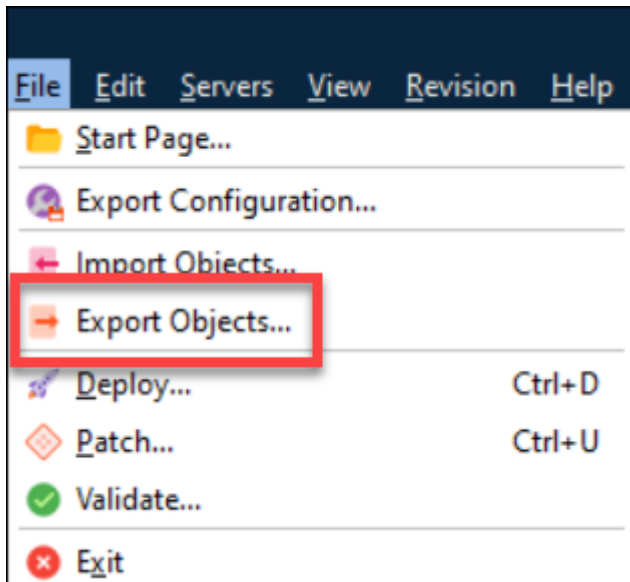 File Edit Servers View Revision Help
Start Page...
Export Configuration...
Import Objects...
Export Objects...
Deploy... Ctrl+D
Patch... Ctrl+U
Validate...
Exit